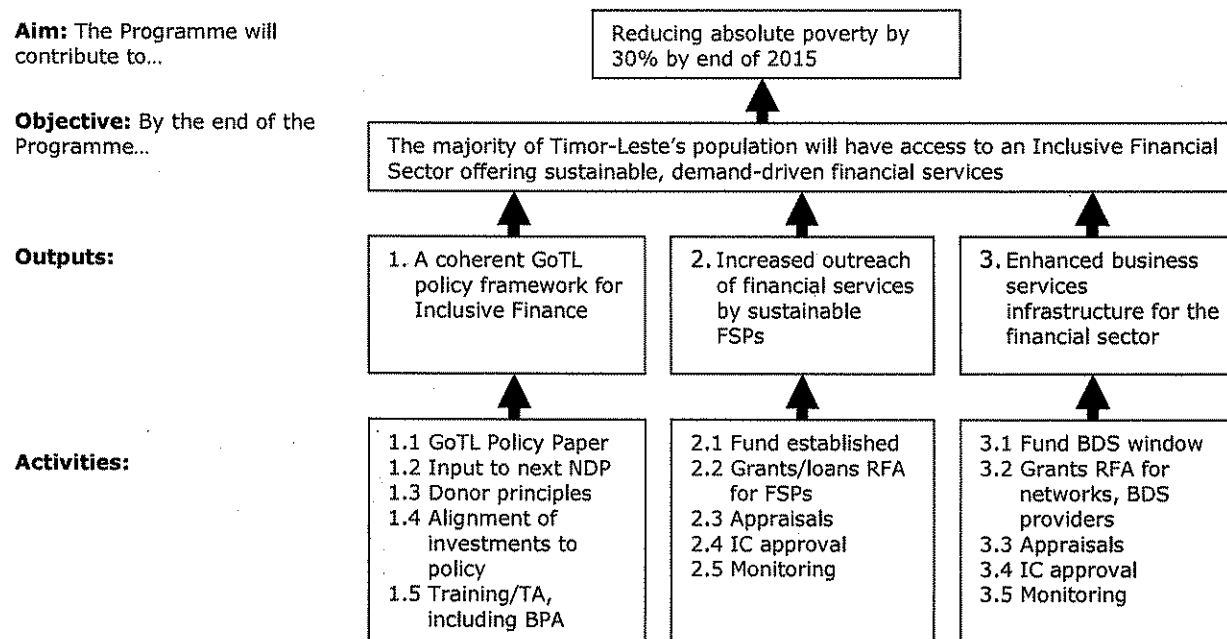 Aim: The Programme will
contribute to...
Reducing absolute poverty by
30% by end of 2015
Objective: By the end of the
Programme...
The majority of Timor-Leste's population will have access to an Inclusive Financial
Sector offering sustainable, demand-driven financial services
Outputs:
1. A coherent GoTL
policy framework for
Inclusive Finance
2. Increased outreach
of financial services
by sustainable
FSPs
3. Enhanced business
services
infrastructure for the
financial sector
Activities:
1.1 GoTL Policy Paper
1.2 Input to next NDP
1.3 Donor principles
1.4 Alignment of
investments to
policy
1.5 Training/TA,
including BPA
2.1 Fund established
2.2 Grants/loans RFA
for FSPs
2.3 Appraisals
2.4 IC approval
2.5 Monitoring
3.1 Fund BDS window
3.2 Grants RFA for
networks, BDS
providers
3.3 Appraisals
3.4 IC approval
3.5 Monitoring